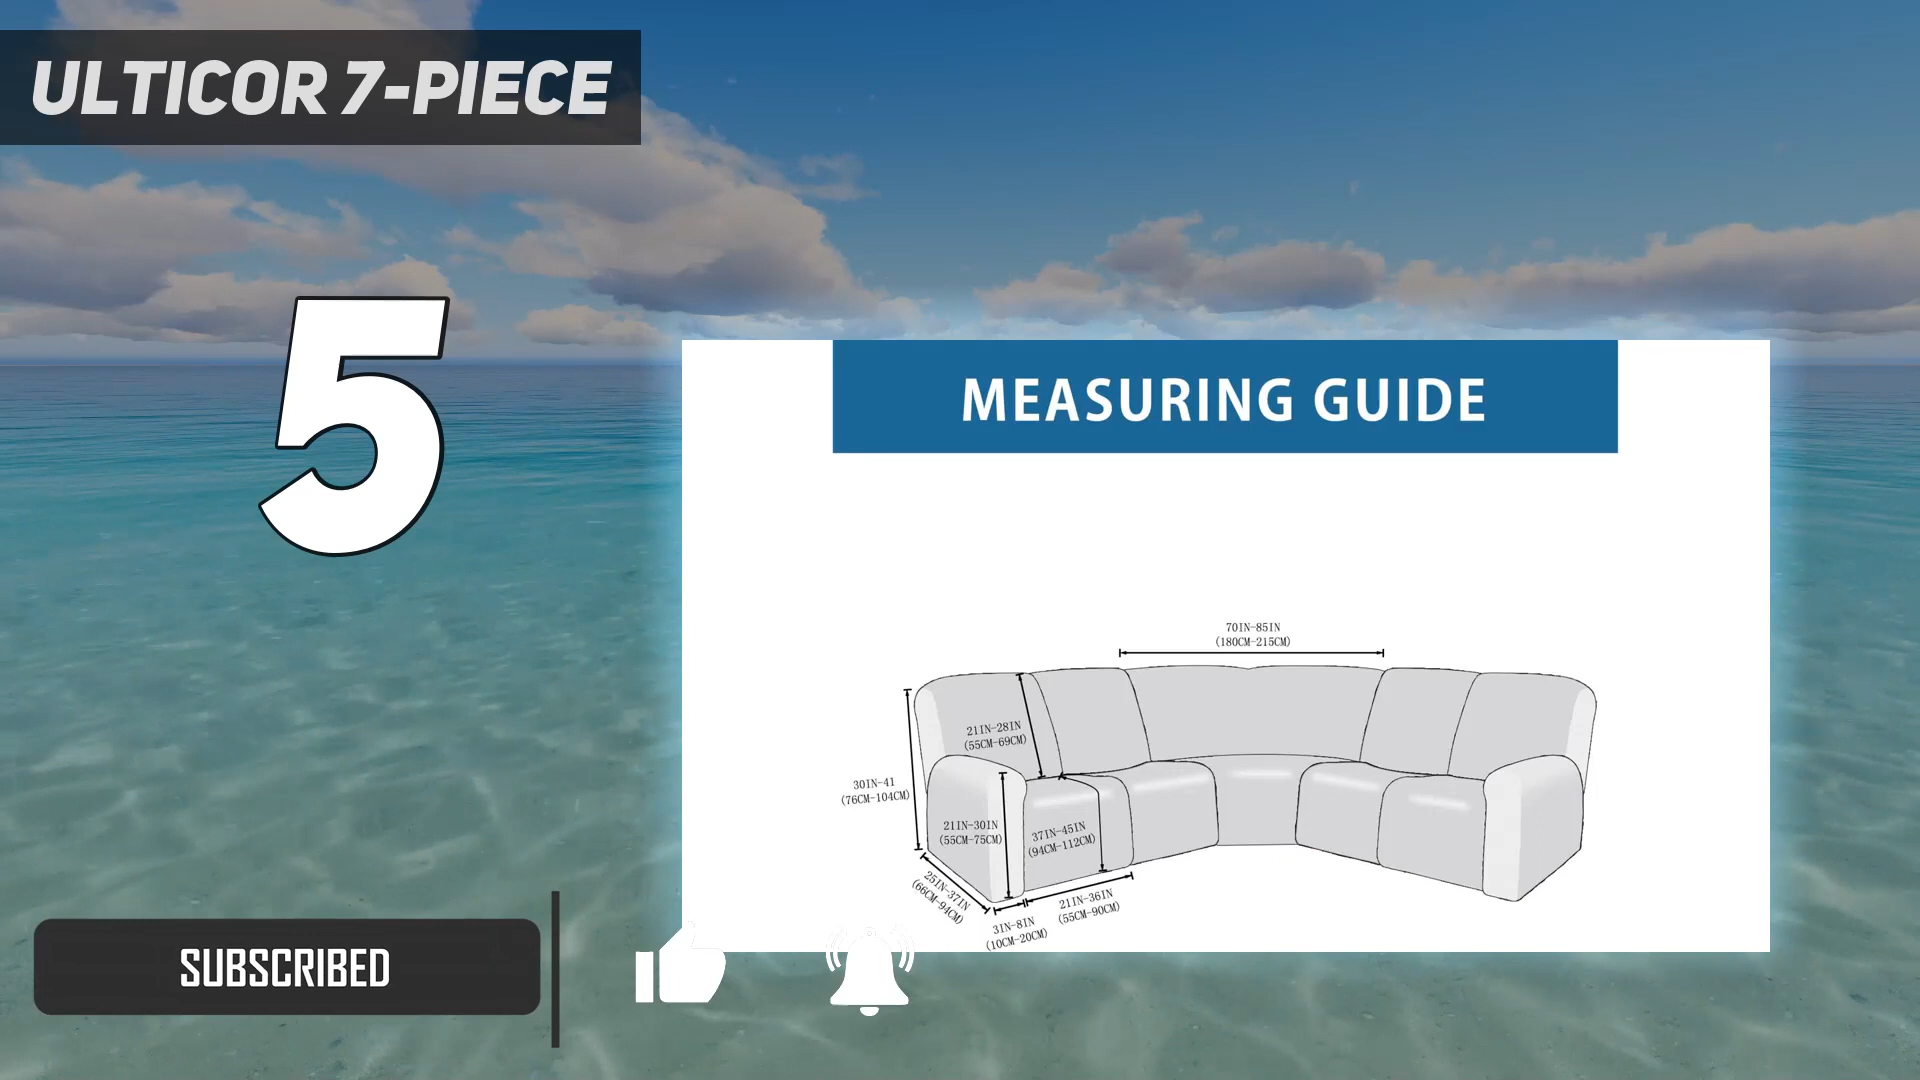 ULTICOR 7-PIECE
5
MEASURING GUIDE
70IN-85IN
(180CM-215CM)
21IN-28IN
(55CM-69CM)
30IN-41
(76CM-104CM)
21IN-30IN
(55CM-75CM)
37IN-45IN
(94CM-112CM)
25IN-37IN
(66CM-94CM)
21IN-36IN
(55CM-90CM)
3IN-8IN
(10CM-20CM)
SUBSCRIBED